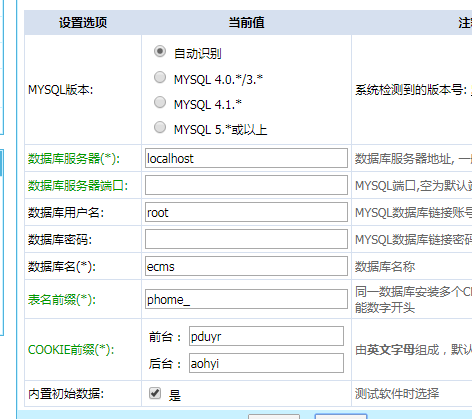 设置选项 当前值
MYSQL版本: 自动识别
MYSQL 4.0.*/3.*
MYSQL 4.1.*
MYSQL 5.*或以上
系统检测到的版本号:
数据库服务器(*): localhost 数据库服务器地址, 一
数据库服务器端口: MYSQL端口,空为默认
数据库用户名: root MYSQL数据库链接账号
数据库密码: MYSQL数据库链接密码
数据库名(*): ecms 数据库名称
表名前缀(*): phome_ 同一数据库安装多个
能数字开头
COOKIE前缀(*): 前台: pduyr
后台: aohyi
由英文字母组成，默认
内置初始数据: 是 测试软件时选择